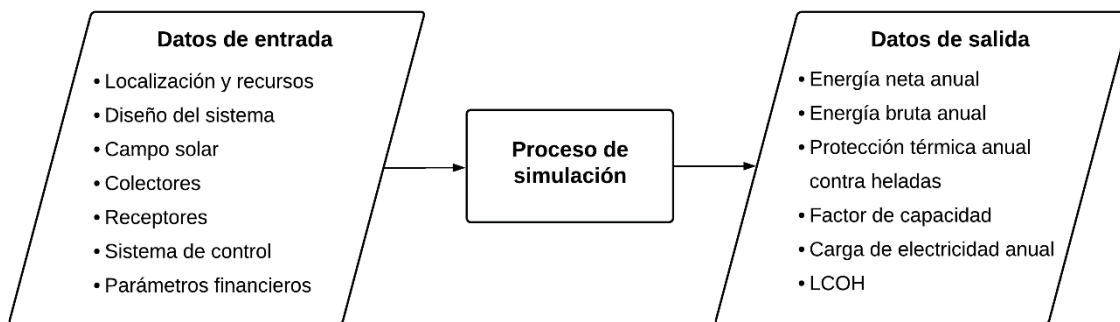 Datos de entrada
• Localización y recursos
• Diseño del sistema
• Campo solar
• Colectores
• Receptores
• Sistema de control
• Parámetros financieros
Proceso de
simulación
Datos de salida
• Energía neta anual
• Energía bruta anual
• Protección térmica anual
contra heladas
• Factor de capacidad
• Carga de electricidad anual
• LCOH